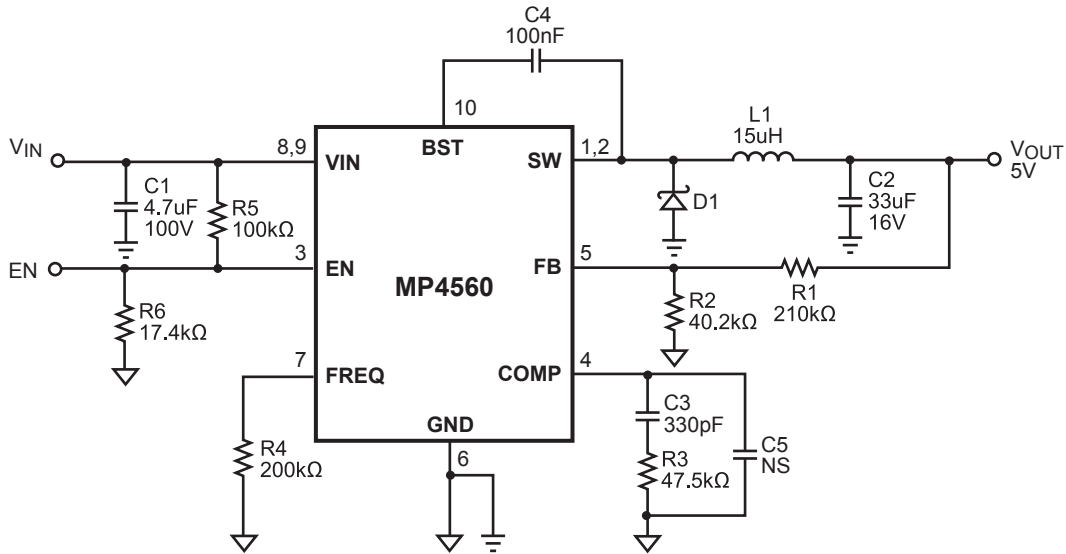 C4
100nF
10
L1
15uH
VIN
8,9
VIN
BST
SW
1,2
VOUT
5V
C1
4.7uF
100V
R5
100kΩ
D1
C2
33uF
16V
EN
3
EN
MP4560
FB
5
R1
210kΩ
R2
40.2kΩ
R6
17.4kΩ
7
FREQ
COMP
4
GND
6
R4
200kΩ
C3
330pF
R3
47.5kΩ
C5
NS